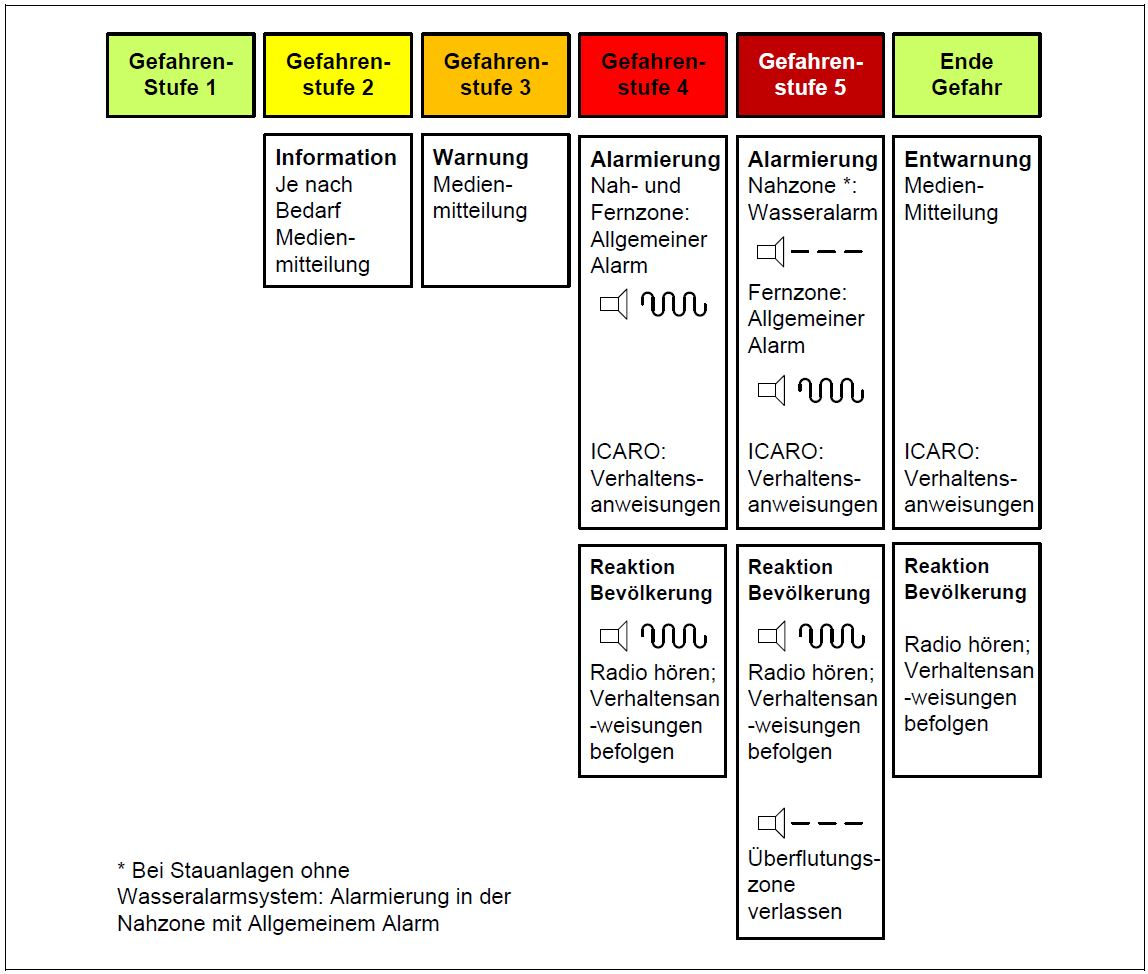 Gefahren-
Stufe 1
Gefahren-
stufe 2
Gefahren-
stufe 3
Gefahren-
stufe 4
Gefahren-
stufe 5
Ende
Gefahr
Information
Je nach
Bedarf
Medien-
mitteilung
Warnung
Medien-
mitteilung
Alarmierung
Nah- und
Fernzone:
Allgemeiner
Alarm
ICARO:
Verhaltens-
anweisungen
Alarmierung
Nahzone *:
Wasseralarm
Fernzone:
Allgemeiner
Alarm
ICARO:
Verhaltens-
anweisungen
Entwarnung
Medien-
Mitteilung
ICARO:
Verhaltens-
anweisungen
Reaktion
Bevölkerung
Radio hören;
Verhaltensan
-weisungen
befolgen
Reaktion
Bevölkerung
Radio hören;
Verhaltensan
-weisungen
befolgen
Überflutungs-
zone
verlassen
Reaktion
Bevölkerung
Radio hören;
Verhaltensan
-weisungen
befolgen
* Bei Stauanlagen ohne
Wasseralarmsystem: Alarmierung in der
Nahzone mit Allgemeinem Alarm